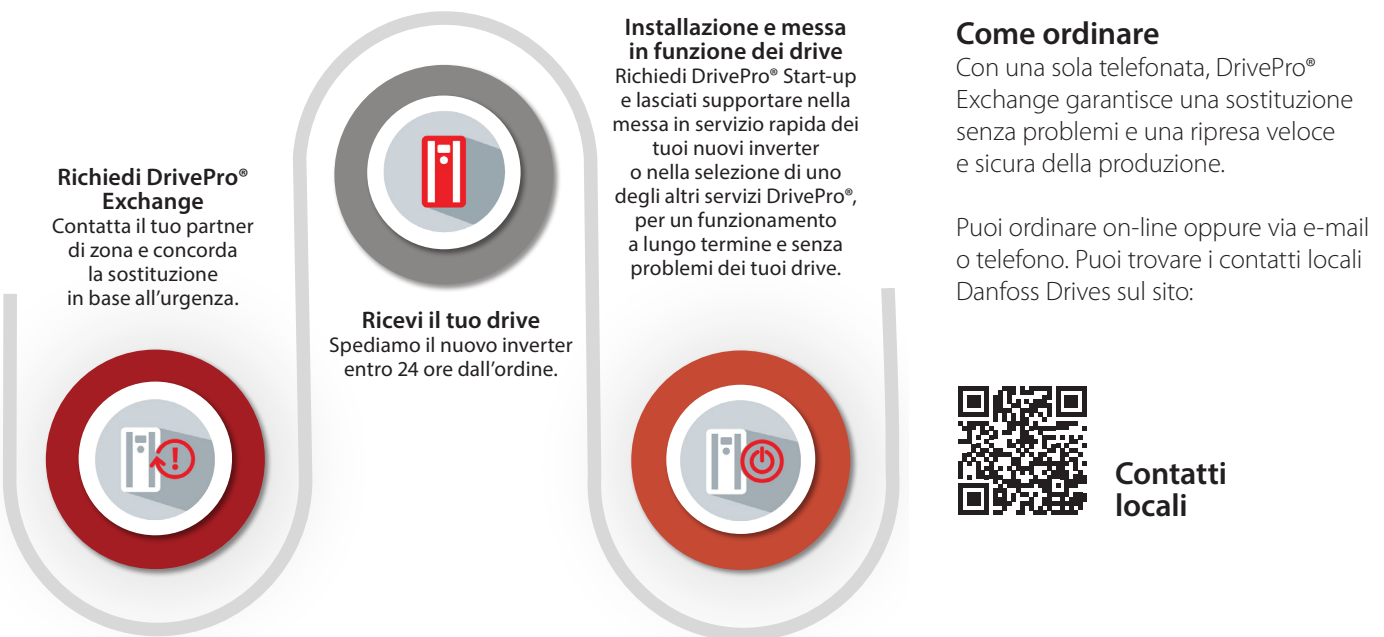 Richiedi DrivePro®
Exchange
Contatta il tuo partner
di zona e concorda
la sostituzione
in base all’urgenza.
Ricevi il tuo drive
Spediamo il nuovo inverter
entro 24 ore dall’ordine.
Installazione e messa
in funzione dei drive
Richiedi DrivePro® Start-up
e lasciati supportare nella
messa in servizio rapida dei
tuoi nuovi inverter
o nella selezione di uno
degli altri servizi DrivePro®,
per un funzionamento
a lungo termine e senza
problemi dei tuoi drive.
Come ordinare
Con una sola telefonata, DrivePro®
Exchange garantisce una sostituzione
senza problemi e una ripresa veloce
e sicura della produzione.
Puoi ordinare on-line oppure via e-mail
o telefono. Puoi trovare i contatti locali
Danfoss Drives sul sito:
Contatti
locali